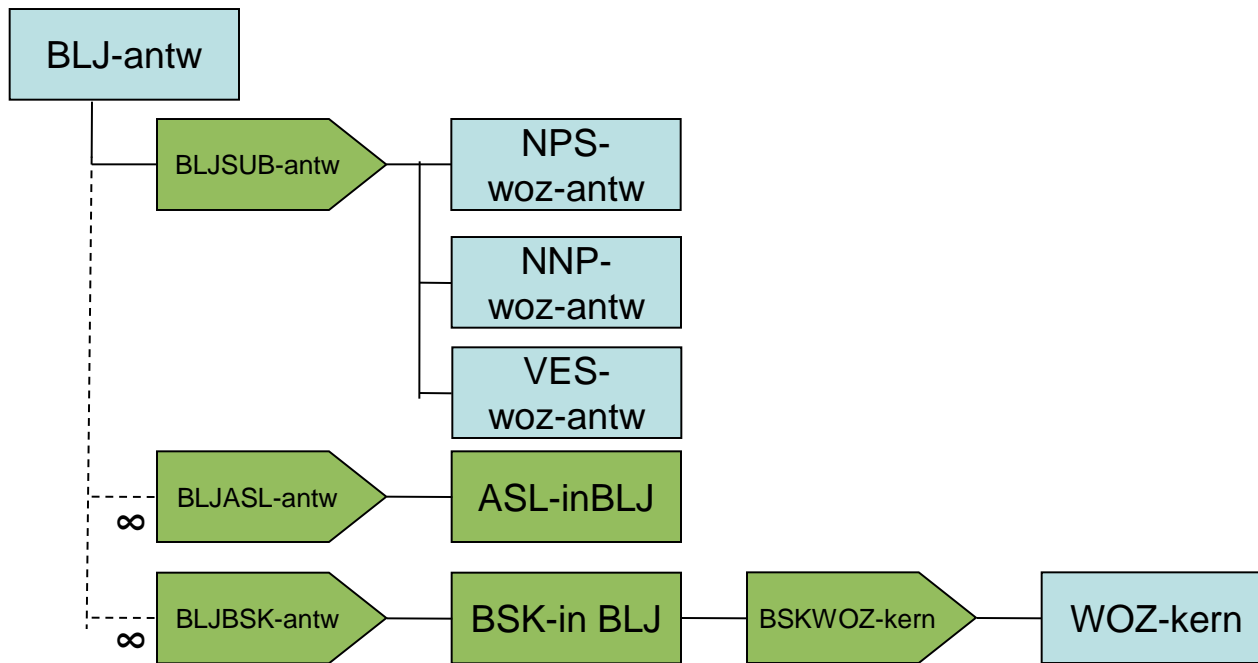 BLJ-antw
BLJSUB-antw
NPS-
woz-antw
NNP-
woz-antw
VES-
woz-antw
BLJASL-antw
ASL-inBLJ
∞
BLJBSK-antw
BSK-in BLJ
BSKWOZ-kern
WOZ-kern
∞